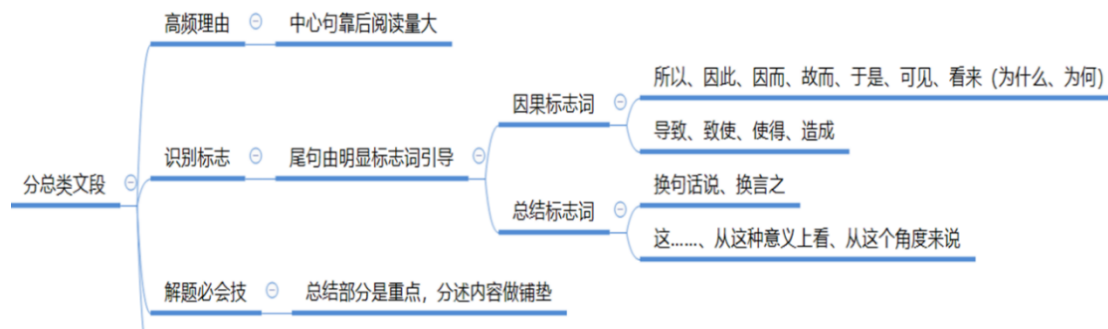 高频理由
中心句靠后阅读量大
所以、因此、因而、故而、于是、可见、看来（为什么、为何）
因果标志词
导致、致使、使得、造成
识别标志
尾句由明显标志词引导
分总类文段
换句话说、换言之
总结标志词
这......、从这种意义上看、从这个角度来说
解题必会技
总结部分是重点，分述内容做铺垫